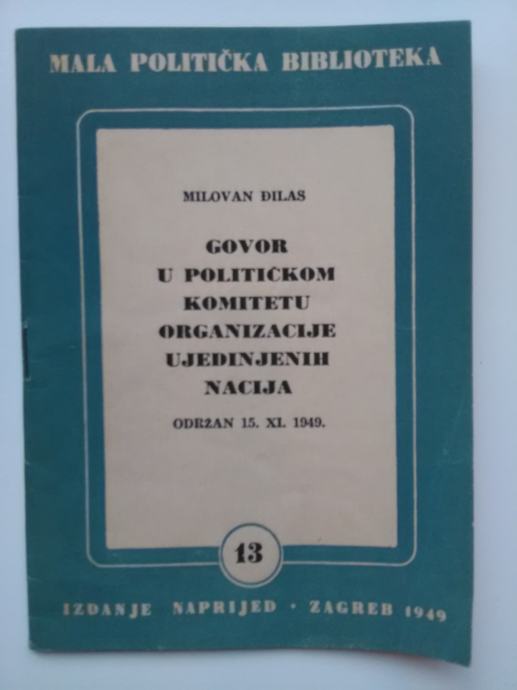 MALA POLITIČKA BIBLIOTEKA
MILOVAN ĐILAS
GOVOR
U POLITIČKOM
KOMITETU
ORGANIZACIJE
UJEDINJENIH
NACIJA
ODRŽAN 15. XI. 1949.
13
IZDANJE NAPRIJED · ZAGREB 1949